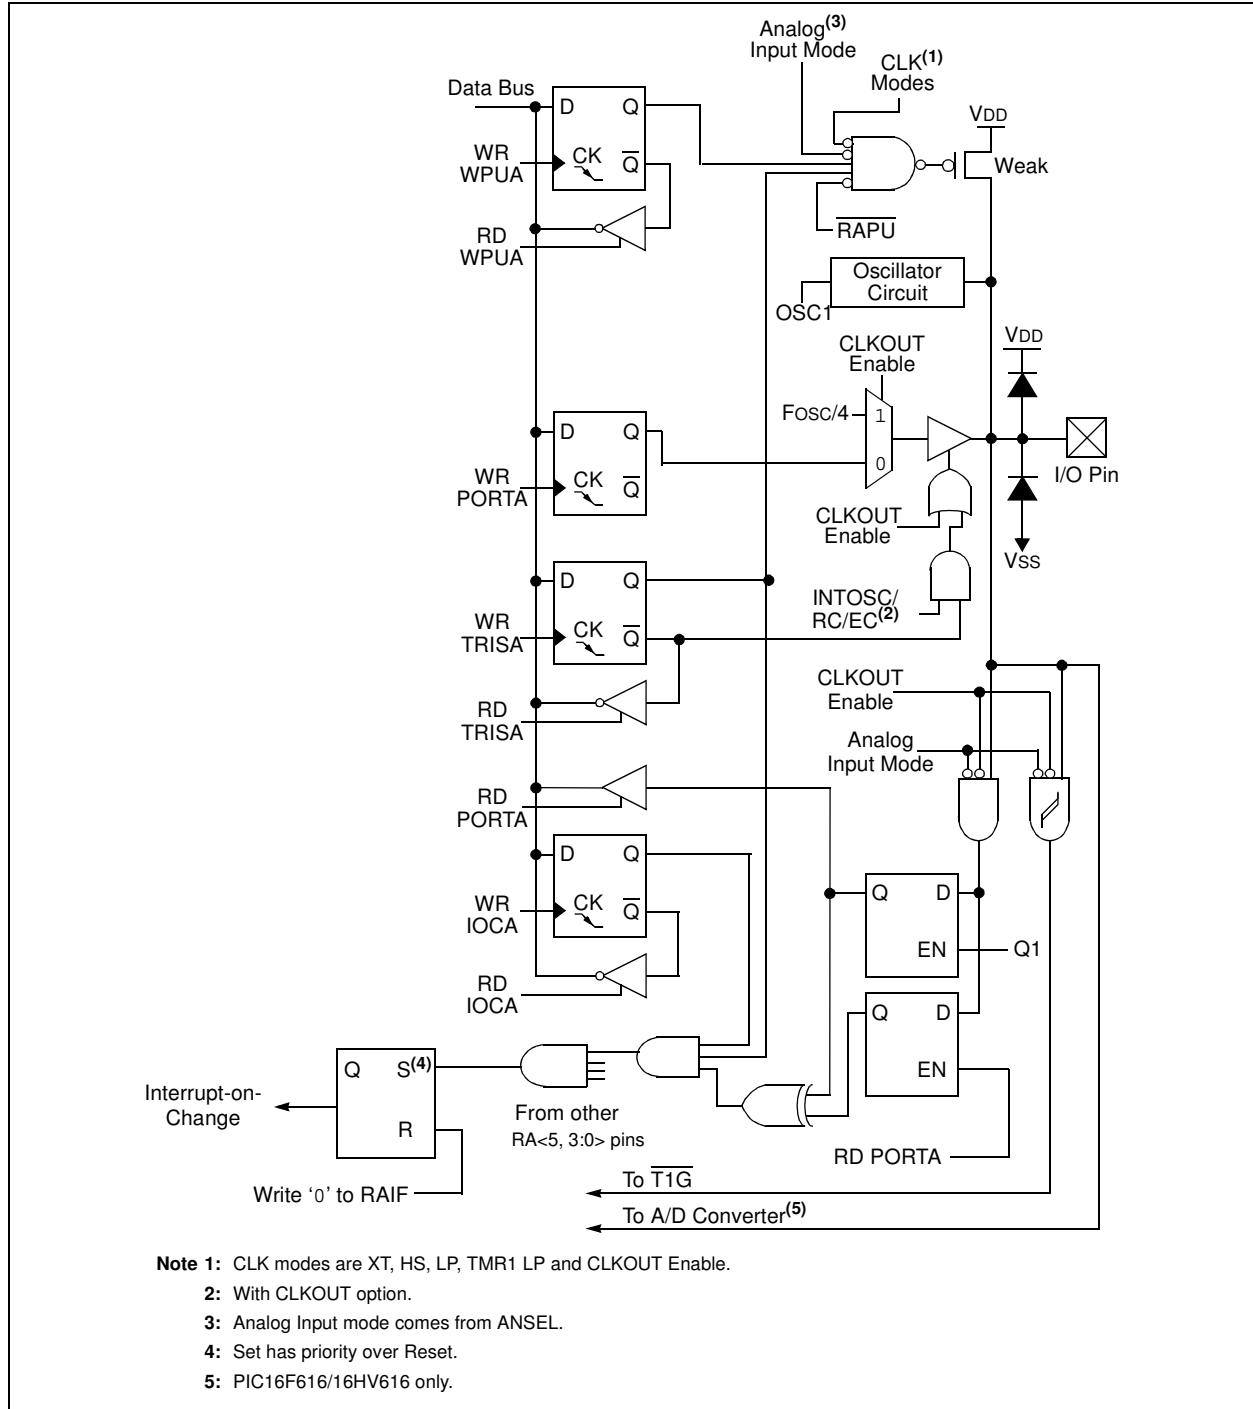 Analog(3)
Input Mode
CLK(1)
Modes
Data Bus
D Q
VDD
WR
WPUA
CK
Q
Weak
RD
WPUA
RAPU
Oscillator
Circuit
OSC1
CLKOUT
Enable
VDD
FOSC/4
1
D Q
0
WR
PORTA
CK
Q
I/O Pin
CLKOUT
Enable
VSS
D Q
INTOSC/
RC/EC(2)
WR
TRISA
CK
Q
CLKOUT
Enable
RD
TRISA
Analog
Input Mode
RD
PORTA
D Q
Q D
WR
IOCA
CK
Q
EN
Q1
RD
IOCA
Q D
Q S(4)
EN
Interrupt-on-
Change
From other
RA<5, 3:0> pins
R
RD PORTA
To T1G
Write ‘0’ to RAIF
To A/D Converter(5)
Note 1: CLK modes are XT, HS, LP, TMR1 LP and CLKOUT Enable.
2: With CLKOUT option.
3: Analog Input mode comes from ANSEL.
4: Set has priority over Reset.
5: PIC16F616/16HV616 only.